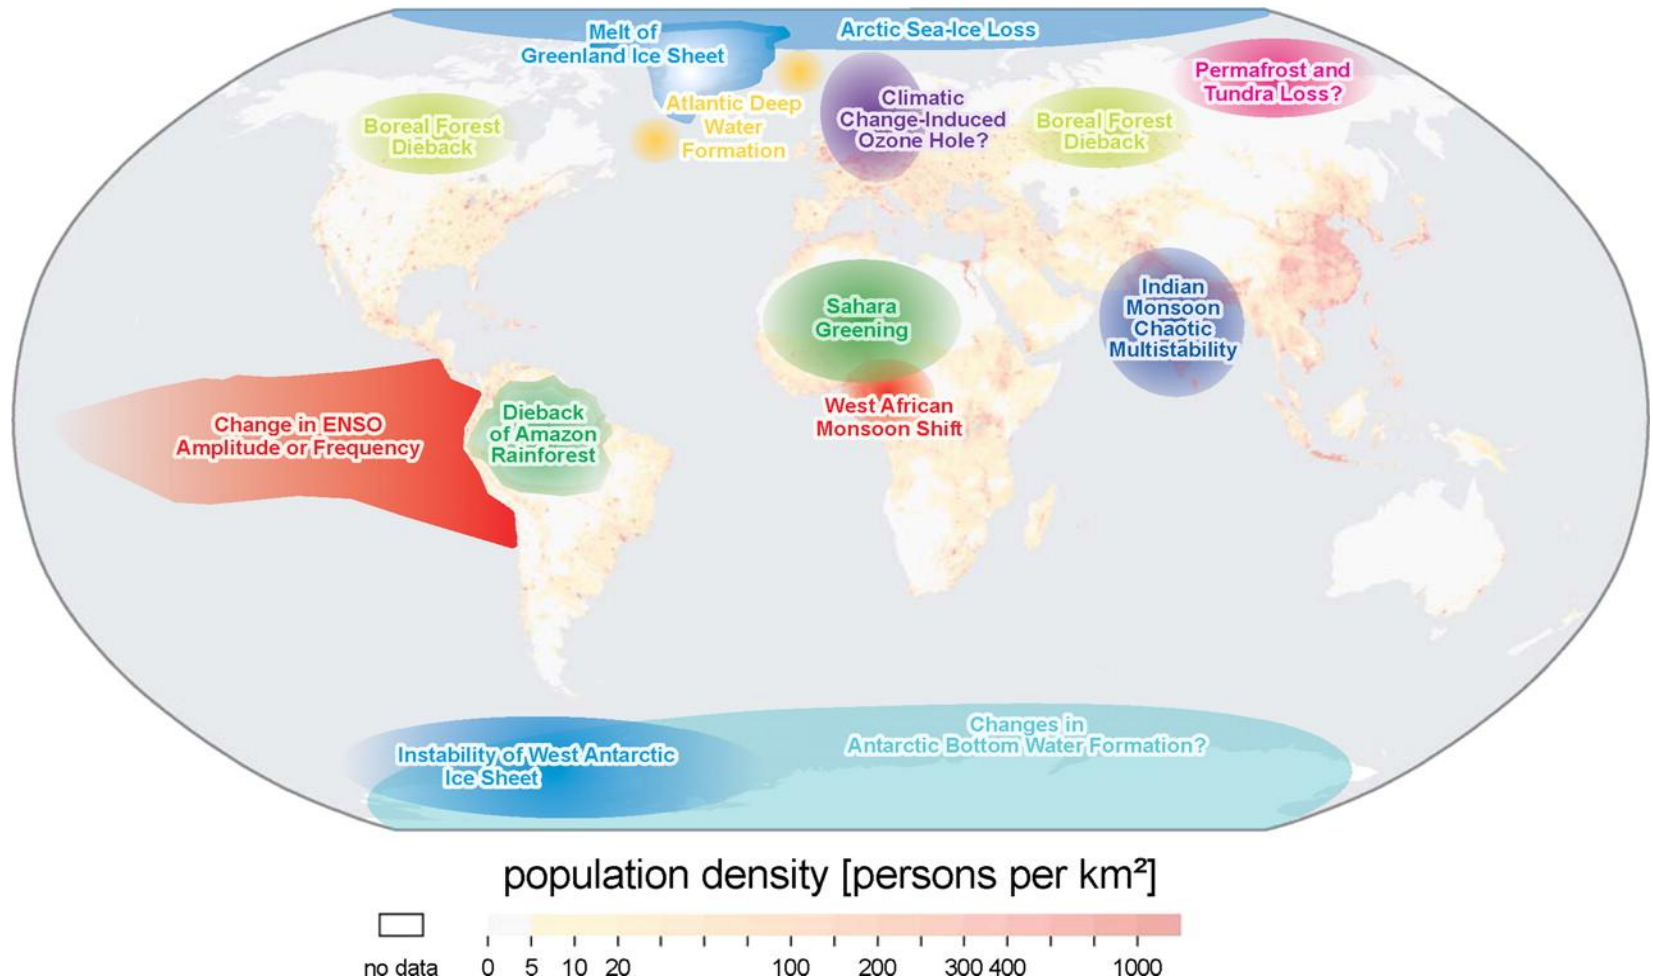 Melt of
Greenland Ice Sheet
Arctic Sea-Ice Loss
Permafrost and
Tundra Loss?
Atlantic Deep
Water
Formation
Climatic
Change-Induced
Ozone Hole?
Boreal Forest
Dieback
Boreal Forest
Dieback
Sahara
Greening
Indian
Monsoon
Chaotic
Multistability
West African
Monsoon Shift
Change in ENSO
Amplitude or Frequency
Dieback
of Amazon
Rainforest
Changes in
Antarctic Bottom Water Formation?
Instability of West Antarctic
Ice Sheet
population density [persons per km²]
no data 0 5 10 20 100 200 300 400 1000